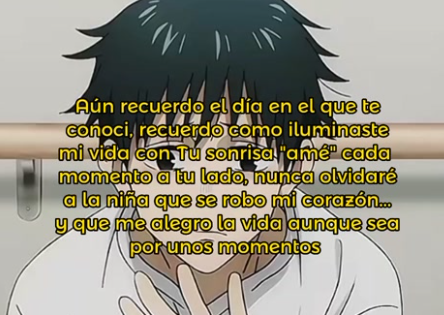 Aún recuerdo el día en el que te
conoci, recuerdo como iluminaste
mi vida con Tu sonrisa "amé" cada
momento a tu lado, nunca olvidaré
a la niña que se robo mi corazón...
y que me alegro la vida aunque sea
por unos momentos